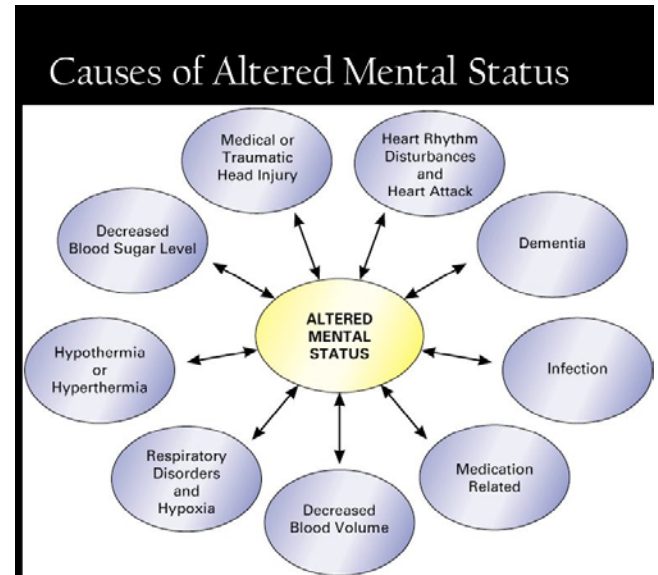 Causes of Altered Mental Status
Medical or
Traumatic
Head Injury
Heart Rhythm
Disturbances
and
Heart Attack
Decreased
Blood Sugar Level
Dementia
ALTERED
MENTAL
STATUS
Hypothermia
or
Hyperthermia
Infection
Respiratory
Disorders
and
Hypoxia
Medication
Related
Decreased
Blood Volume